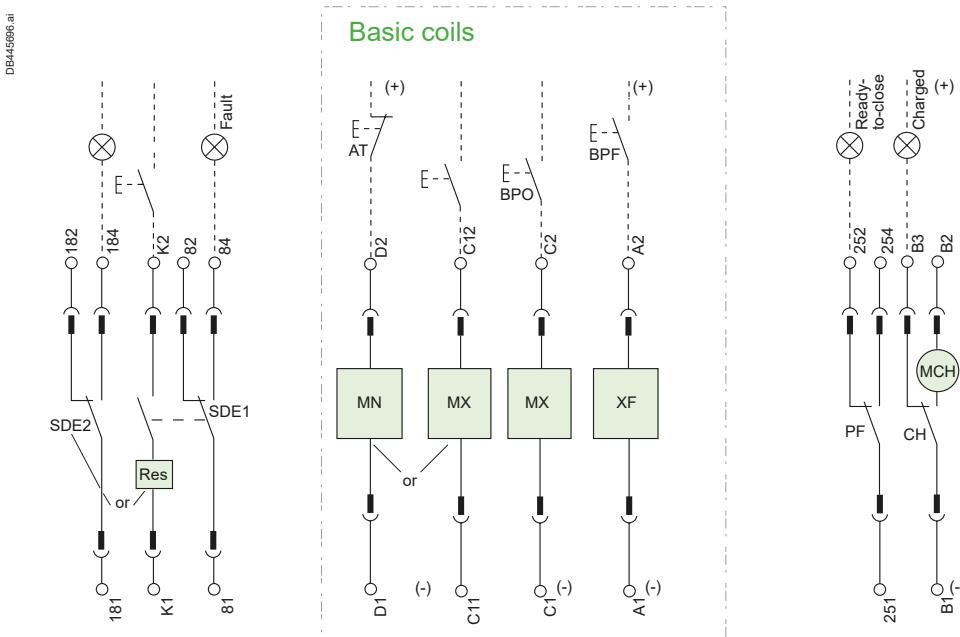 DB445696.ai
Basic coils
(+)
(+)
(+)
Fault
Ready-
to-close
Charged
AT
BPO
BPF
182
184
K2
82
84
D2
C12
C2
A2
252
254
B3
B2
MN
MX
MX
XF
MCH
SDE2
SDE1
PF
CH
Res
or
or
181
K1
81
D1
(-)
C11
C1
(-)
A1
(-)
251
B1
(-